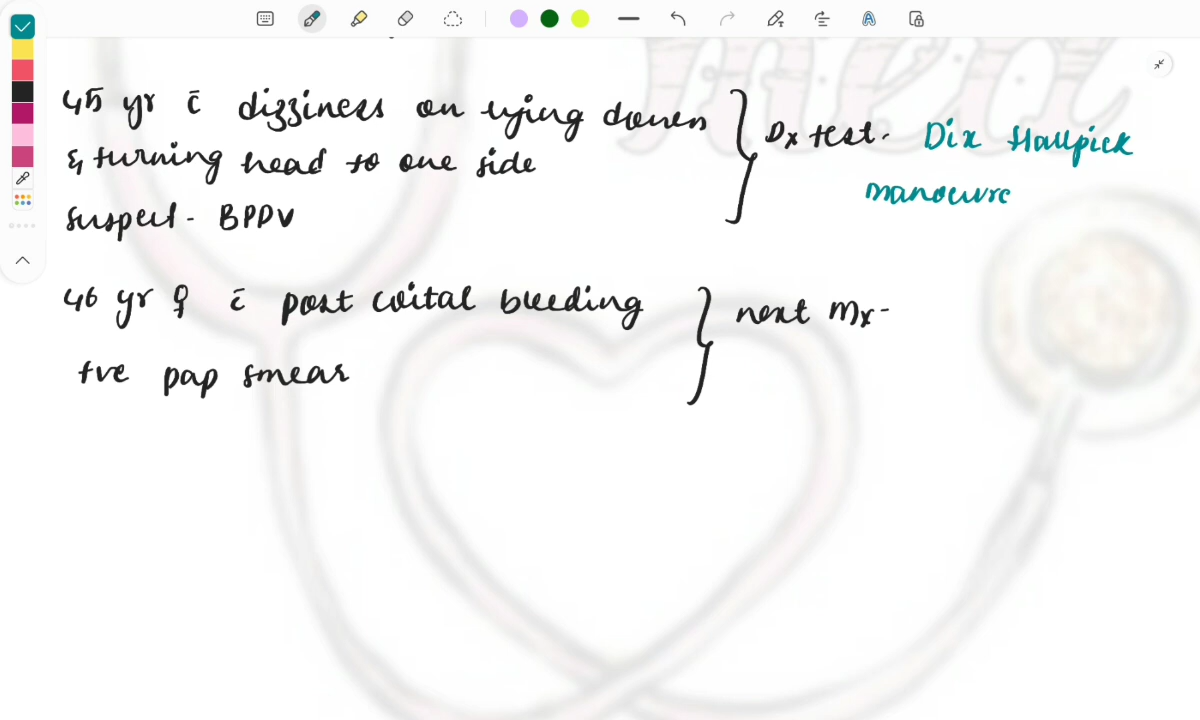 45 yr c̄ dizziness on lying down
& turning head to one side
suspect - BPPV
Dx test - Dix Hallpick
manoeuvre
46 yr ♀ c̄ post coital bleeding
+ve pap smear
next Mx -